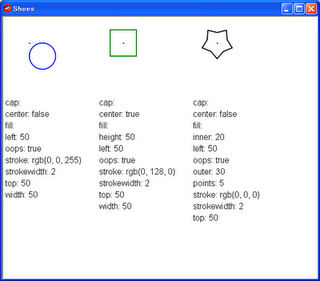 Shoes
cap:
center: false
fill:
left: 50
oops: true
stroke: rgb(0, 0, 255)
strokewidth: 2
top: 50
width: 50
cap:
center: true
fill:
height: 50
left: 50
oops: true
stroke: rgb(0, 128, 0)
strokewidth: 2
top: 50
width: 50
cap:
center: false
fill:
inner: 20
left: 50
oops: true
outer: 30
points: 5
stroke: rgb(0, 0, 0)
strokewidth: 2
top: 50